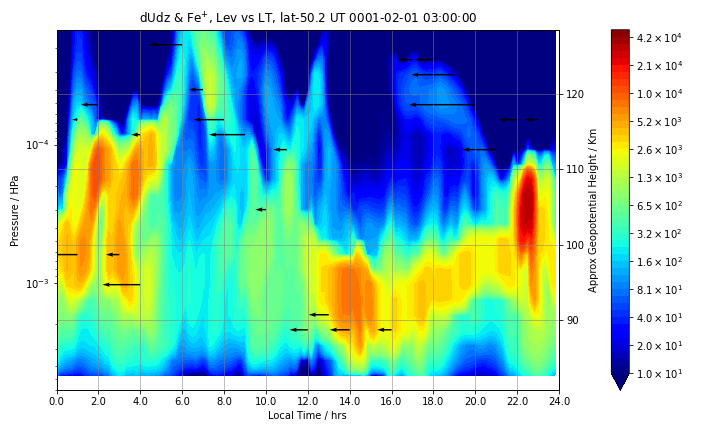 dUdz & Fe⁺, Lev vs LT, lat-50.2 UT 0001-02-01 03:00:00
Pressure / HPa
10⁻⁴
10⁻³
0.0 2.0 4.0 6.0 8.0 10.0 12.0 14.0 16.0 18.0 20.0 22.0 24.0
Local Time / hrs
120
110
100
90
Approx Geopotential Height / Km
4.2 × 10⁴
2.1 × 10⁴
1.0 × 10⁴
5.2 × 10³
2.6 × 10³
1.3 × 10³
6.5 × 10²
3.2 × 10²
1.6 × 10²
8.1 × 10¹
4.0 × 10¹
2.0 × 10¹
1.0 × 10¹